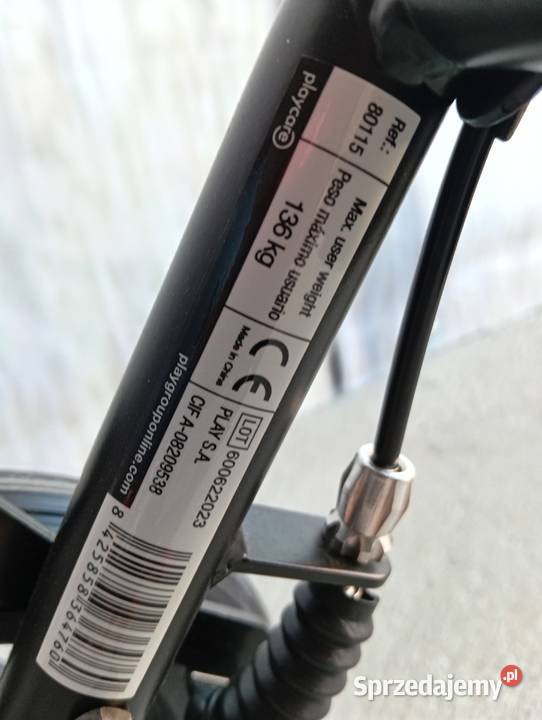 playcare
Ref.:
80115
Max. user weight
Peso máximo usuario
136 kg
CE
Made in China
LOT 600622023
PLAY S.A.
CIF A-08209538
playgrouponline.com
8 425858 364760
Sprzedajemy.pl